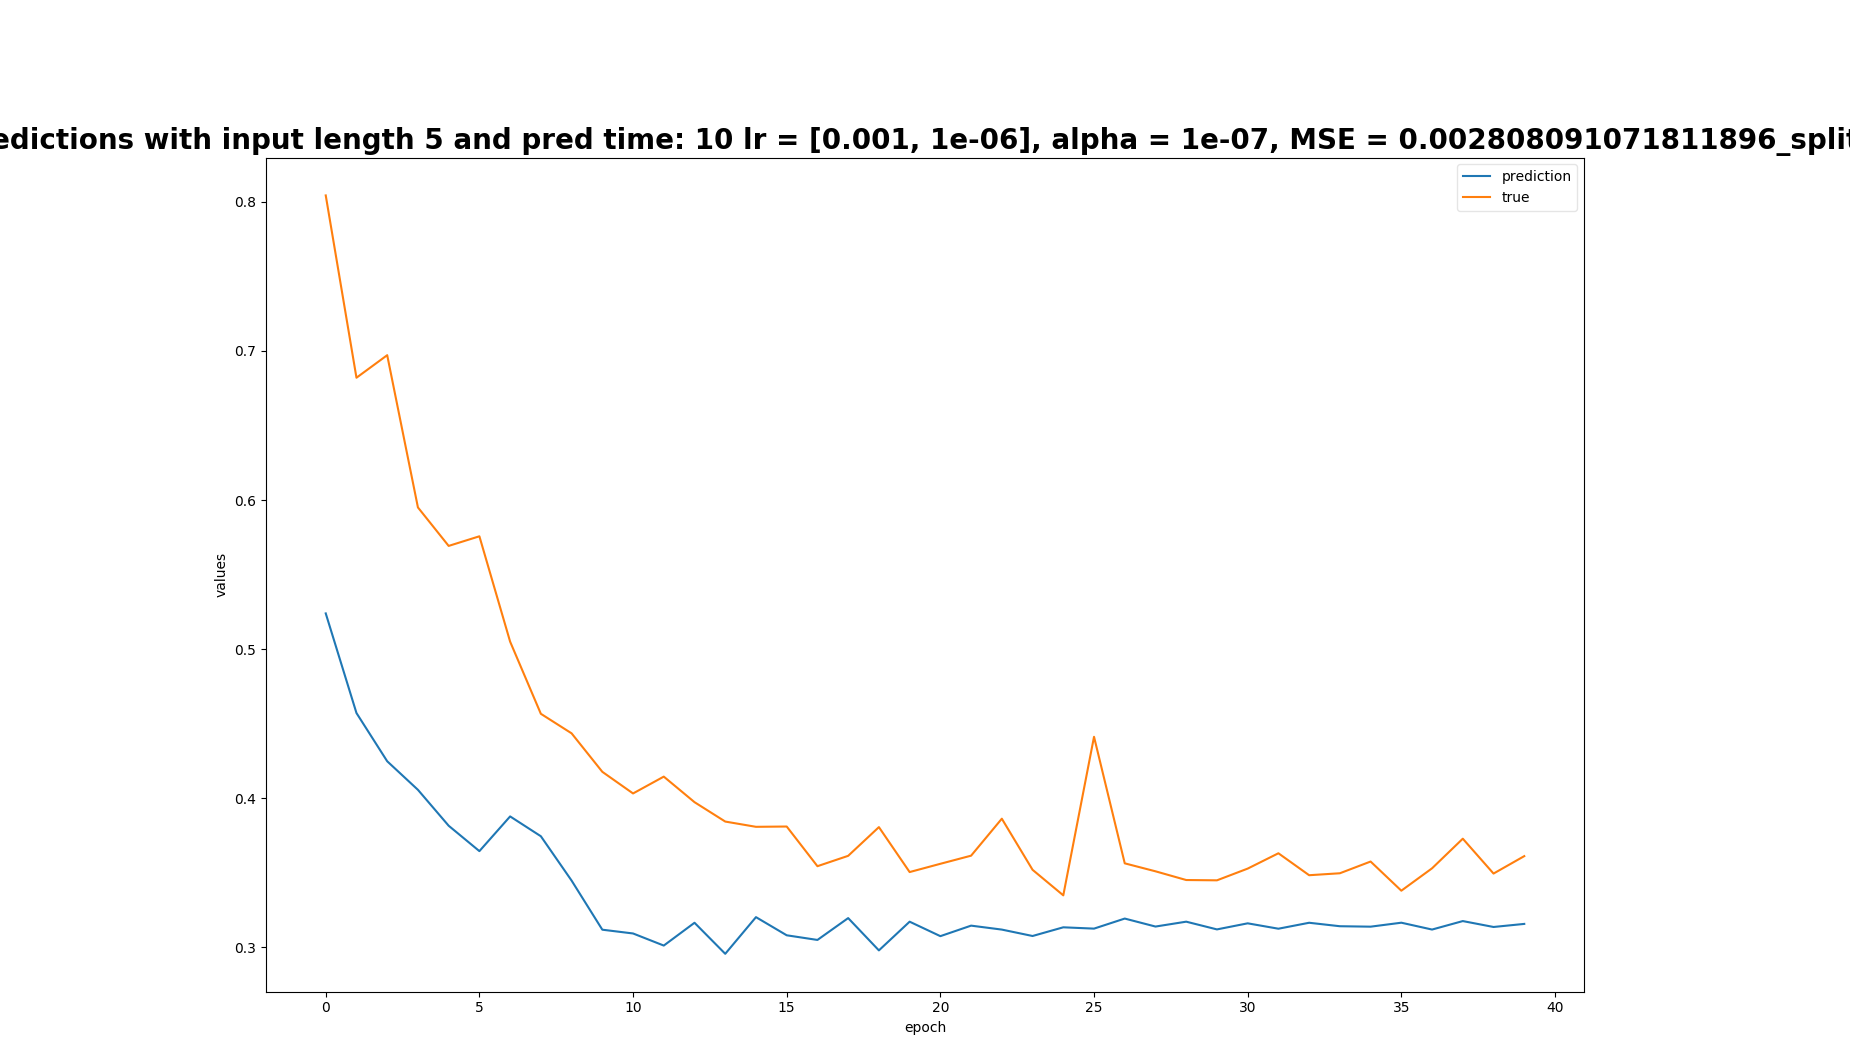 edictions with input length 5 and pred time: 10 lr = [0.001, 1e-06], alpha = 1e-07, MSE = 0.002808091071811896_split
prediction
true
0.8
0.7
0.6
0.5
0.4
0.3
values
0 5 10 15 20 25 30 35 40
epoch